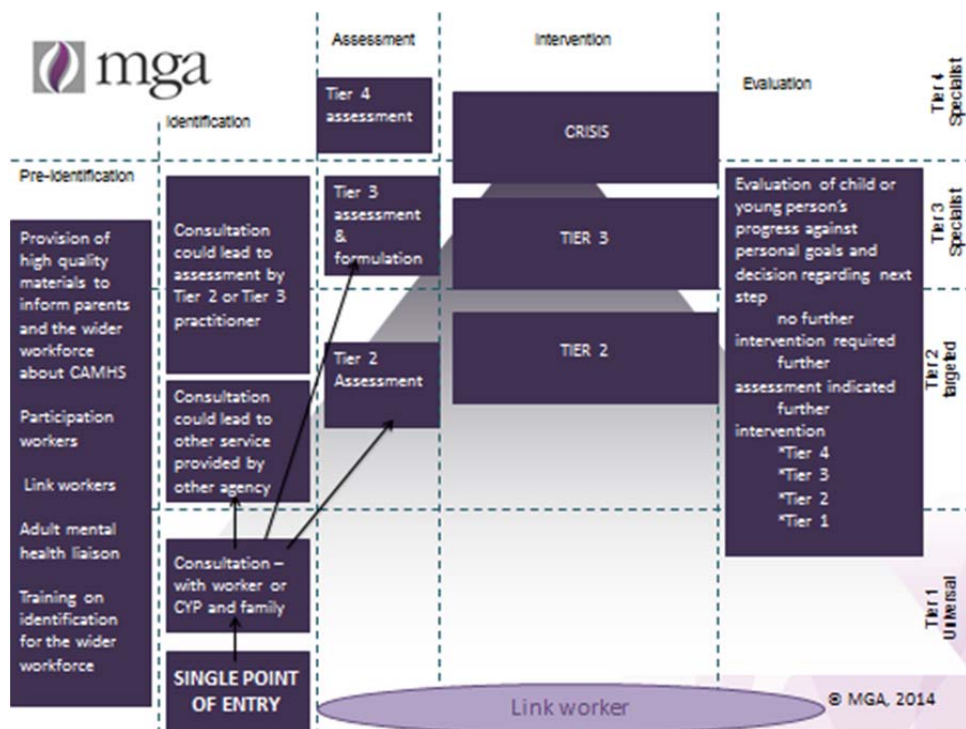 mga
Pre-identification
Provision of
high quality
materials to
inform parents
and the wider
workforce
about CAMHS
Participation
workers
Link workers
Adult mental
health liaison
Training on
identification
for the wider
workforce
Identification
Consultation
could lead to
assessment by
Tier 2 or Tier 3
practitioner
Consultation
could lead to
other service
provided by
other agency
Consultation –
with worker or
CYP and family
SINGLE POINT
OF ENTRY
Assessment
Tier 4
assessment
Tier 3
assessment
&
formulation
Tier 2
Assessment
Intervention
CRISIS
TIER 3
TIER 2
Link worker
Evaluation
Evaluation of child or
young person's
progress against
personal goals and
decision regarding next
step
no further
intervention required
further
assessment indicated
further
intervention
*Tier 4
*Tier 3
*Tier 2
*Tier 1
Tier 4
Specialist
Tier 3
Specialist
Tier 2
targeted
Tier 1
Universal
© MGA, 2014